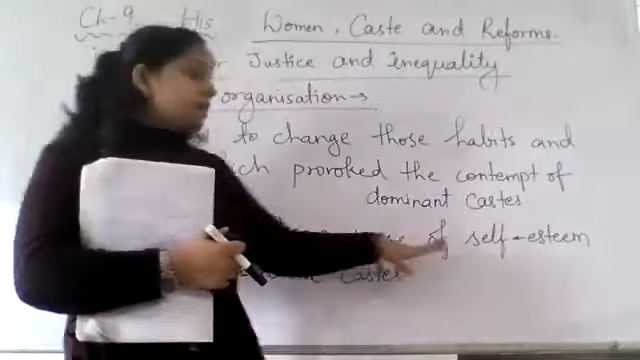 Ch-9 His Women, Caste and Reforms.
Justice and Inequality
organisation →
to change those habits and
provoked the contempt of
dominant Castes
of self-esteem
Castes